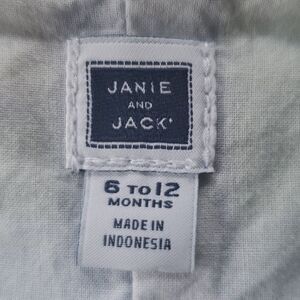 JANIE
AND
JACK
6 TO 12
MONTHS
MADE IN
INDONESIA